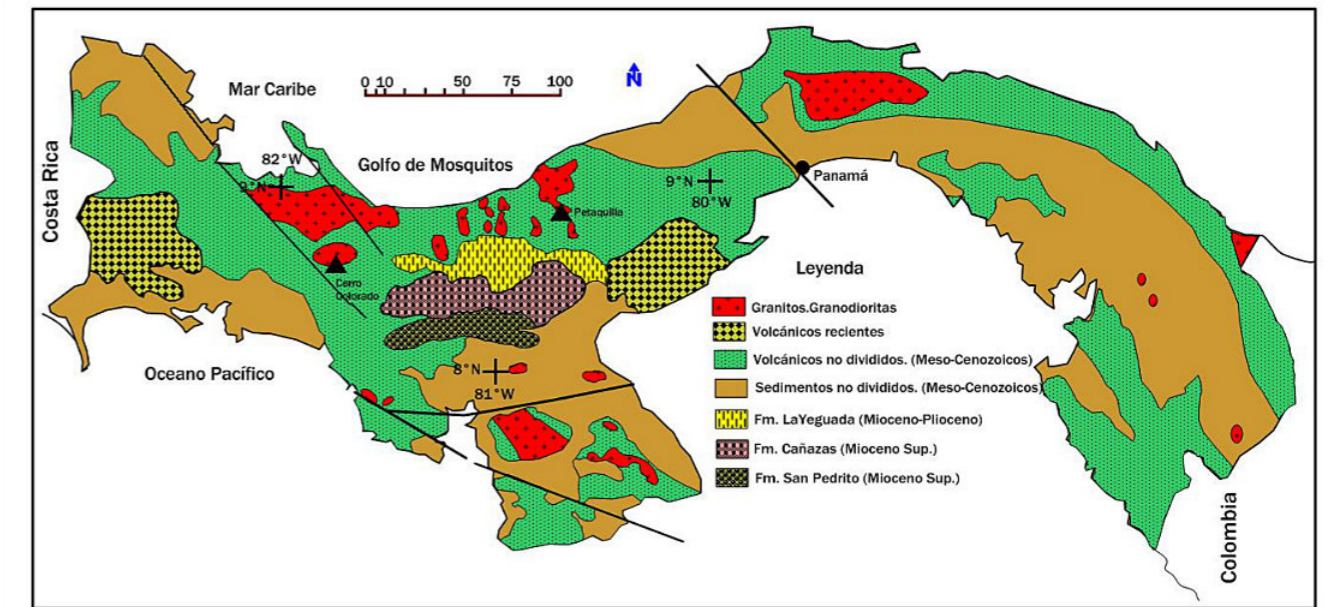 Mar Caribe
0 10 50 75 100
N
Costa Rica
82°W
9°N
Golfo de Mosquitos
9°N
80°W
Panamá
Petaquilla
Cerro
Colorado
Oceano Pacífico
8°N
81°W
Leyenda
Granitos.Granodioritas
Volcánicos recientes
Volcánicos no divididos. (Meso-Cenozoicos)
Sedimentos no divididos. (Meso-Cenozoicos)
Fm. LaYeguada (Mioceno-Plioceno)
Fm. Cañazas (Mioceno Sup.)
Fm. San Pedrito (Mioceno Sup.)
Colombia